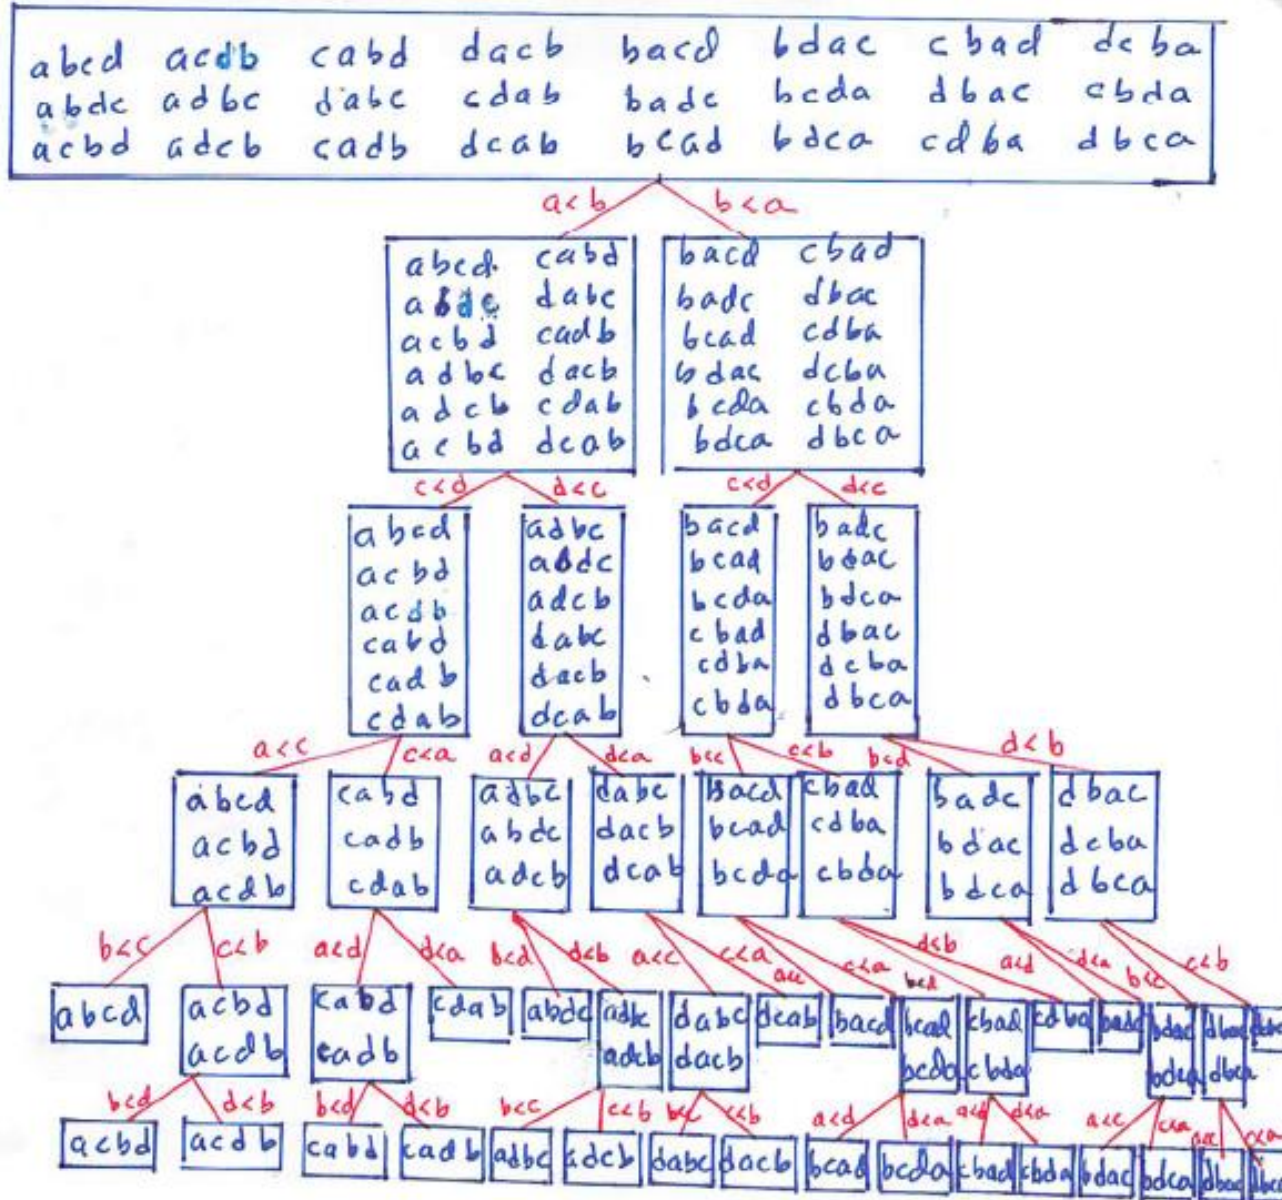 abcd acdb cabd dacb bacd bdac cbad dcba
abdc adbc dabc cdab badc bcda dbac cbda
acbd adcb cadb dcab bcad bdca cdba dbca
a<b b<a
abcd cabd bacd cbad
abdc dabc badc dbac
acbd cadb bcad cdba
adbc dacb bdac dcba
adcb cdab bcda cbda
acbd dcab bdca dbca
c<d d<c c<d d<c
abcd adbc bacd badc
acbd abdc bcad bdac
acdb adcb bcda bdca
cabd dabc cbad dbac
cadb dacb cdba dcba
cdab dcab cbda dbca
a<c c<a a<d d<a b<c c<b b<d d<b
abcd cabd adbc dabc bacd cbad badc dbac
acbd cadb abdc dacb bcad cdba bdac dcba
acdb cdab adcb dcab bcda cbda bdca dbca
b<c c<b a<d d<a b<d d<b a<c c<a a<c c<a b<d d<b a<d d<a b<c c<b
abcd acbd cabd cdab abdc adbc dabc dcab bacd bcad cbad cdba badc bdac dbac
acdb cadb adcb dacb bcda cbda bdca dbca
b<d d<b b<d d<b b<c c<b b<c c<b a<d d<a a<d d<a a<c c<a a<c c<a
acbd acdb cabd cadb adbc adcb dabc dacb bcad bcda cbad cbda bdac bdca dbac